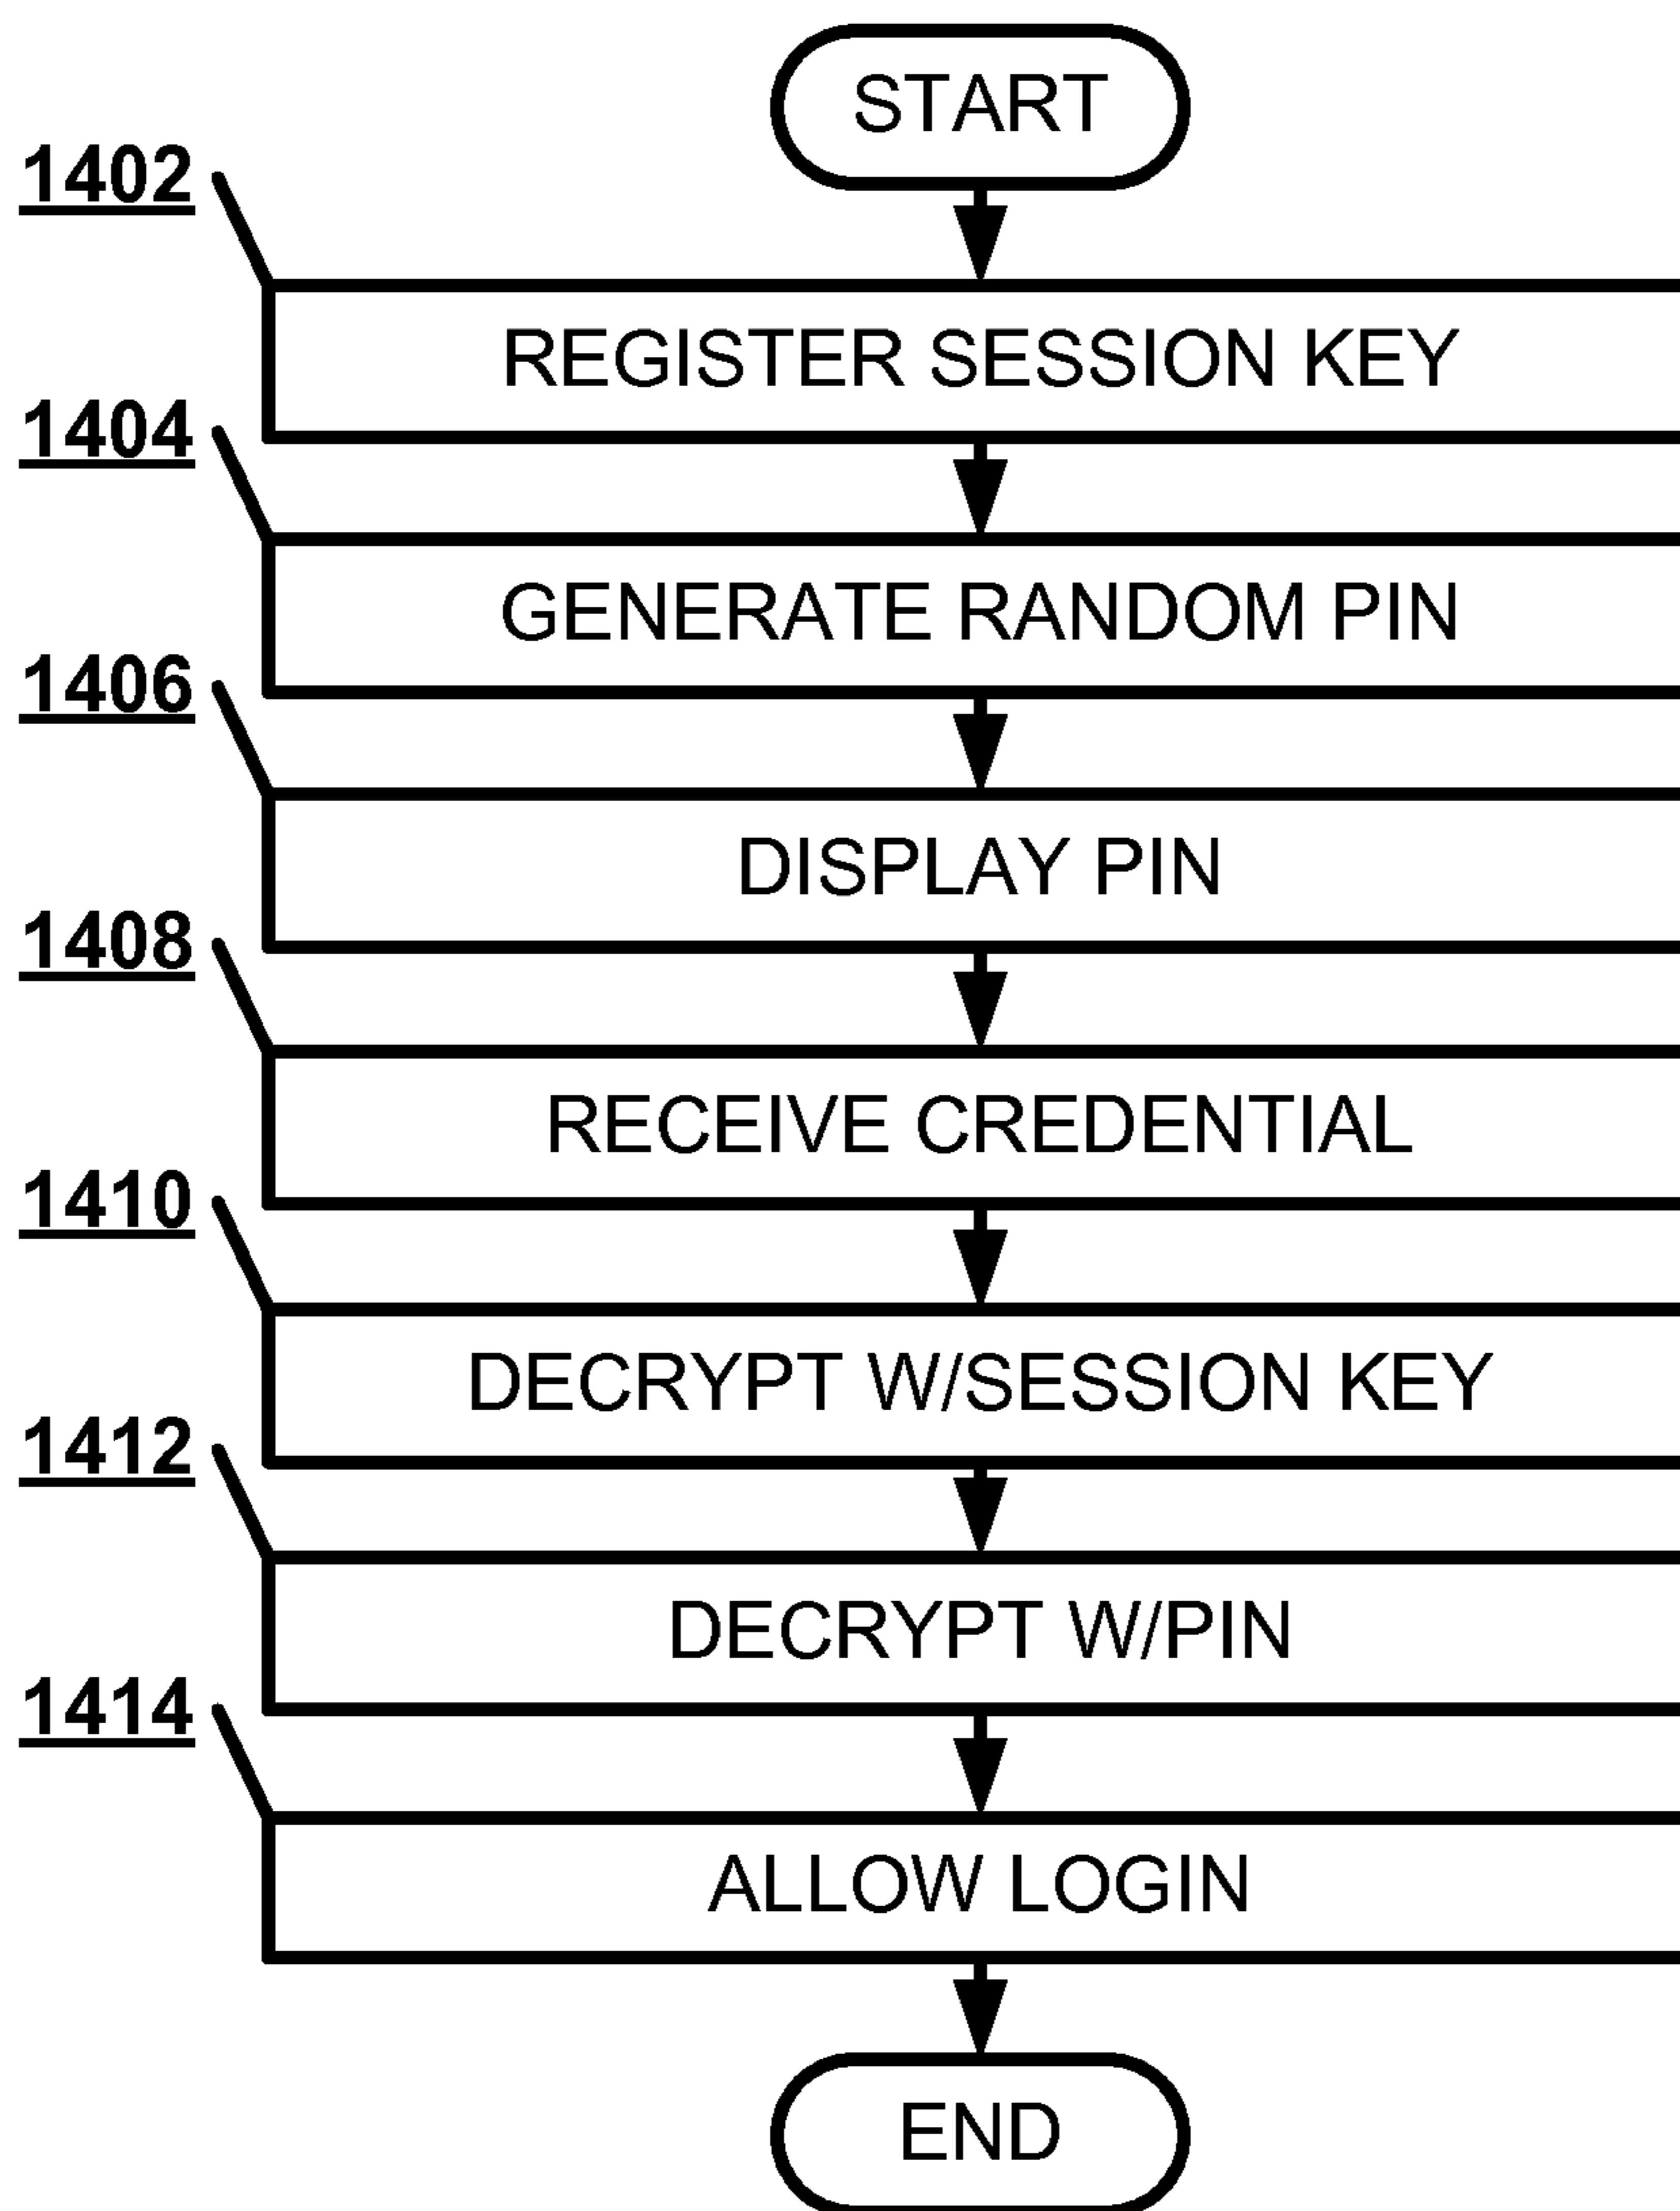 START
1402
REGISTER SESSION KEY
1404
GENERATE RANDOM PIN
1406
DISPLAY PIN
1408
RECEIVE CREDENTIAL
1410
DECRYPT W/SESSION KEY
1412
DECRYPT W/PIN
1414
ALLOW LOGIN
END